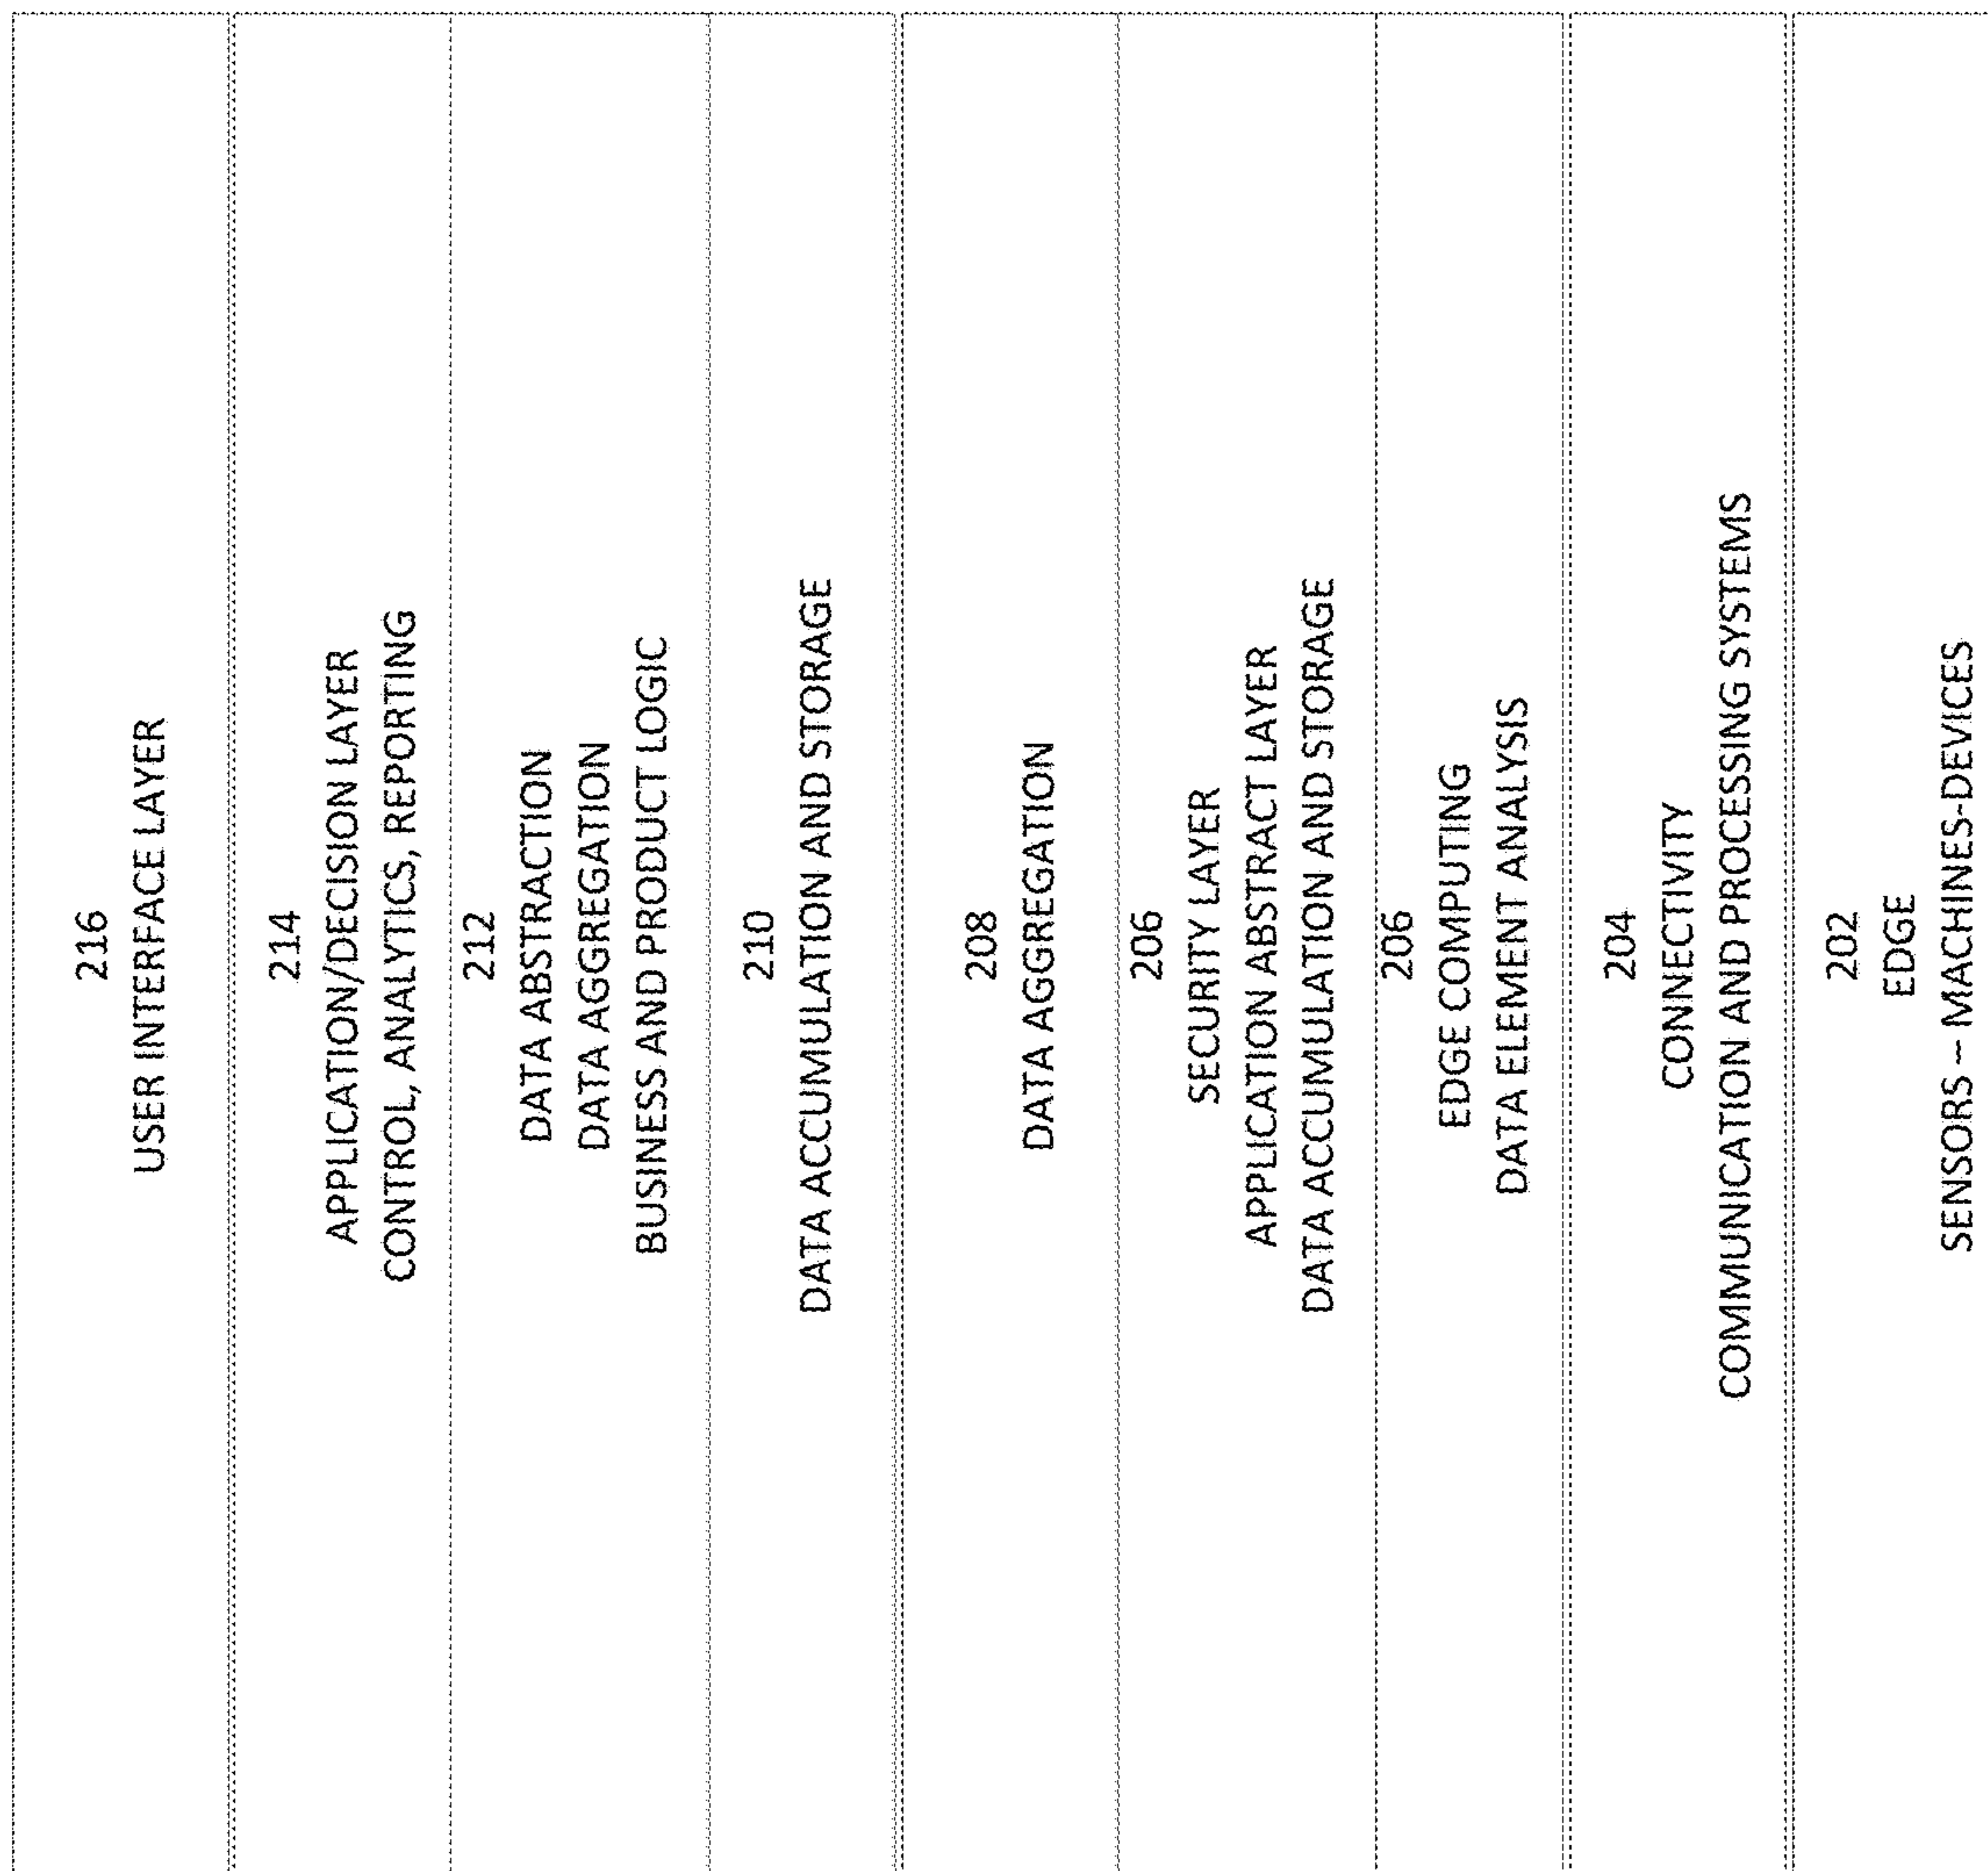 216
USER INTERFACE LAYER
214
APPLICATION/DECISION LAYER
CONTROL, ANALYTICS, REPORTING
212
DATA ABSTRACTION
DATA AGGREGATION
BUSINESS AND PRODUCT LOGIC
210
DATA ACCUMULATION AND STORAGE
208
DATA AGGREGATION
206
SECURITY LAYER
APPLICATION ABSTRACT LAYER
DATA ACCUMULATION AND STORAGE
206
EDGE COMPUTING
DATA ELEMENT ANALYSIS
204
CONNECTIVITY
COMMUNICATION AND PROCESSING SYSTEMS
202
EDGE
SENSORS – MACHINES-DEVICES